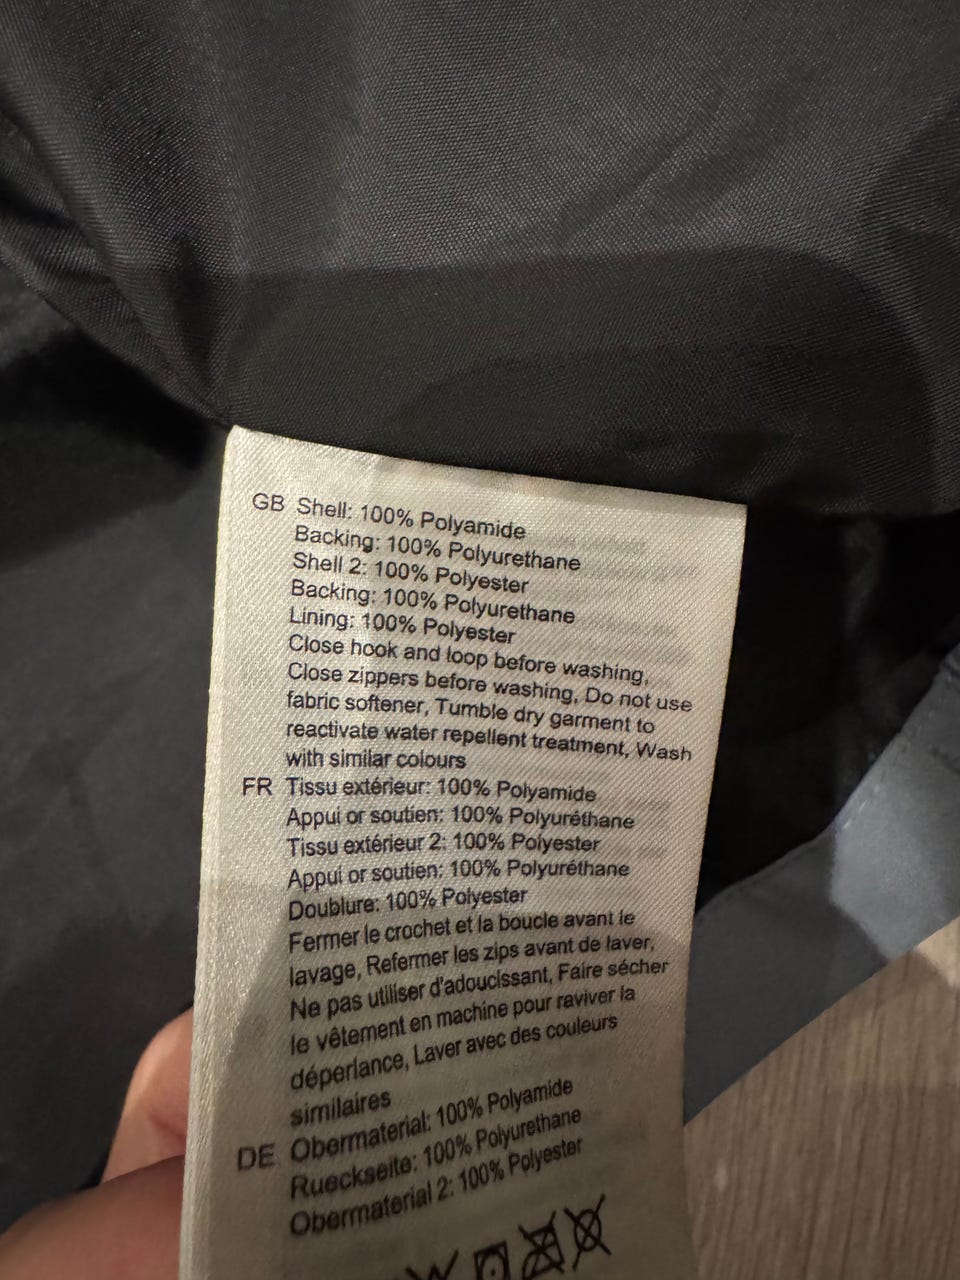 GB Shell: 100% Polyamide
Backing: 100% Polyurethane
Shell 2: 100% Polyester
Backing: 100% Polyurethane
Lining: 100% Polyester
Close hook and loop before washing,
Close zippers before washing, Do not use
fabric softener, Tumble dry garment to
reactivate water repellent treatment, Wash
with similar colours
FR Tissu extérieur: 100% Polyamide
Appui or soutien: 100% Polyuréthane
Tissu extérieur 2: 100% Polyester
Appui or soutien: 100% Polyuréthane
Doublure: 100% Polyester
Fermer le crochet et la boucle avant le
lavage, Refermer les zips avant de laver,
Ne pas utiliser d'adoucissant, Faire sécher
le vêtement en machine pour raviver la
déperlance, Laver avec des couleurs
similaires
DE Obermaterial: 100% Polyamide
Rueckseite: 100% Polyurethane
Obermaterial 2: 100% Polyester